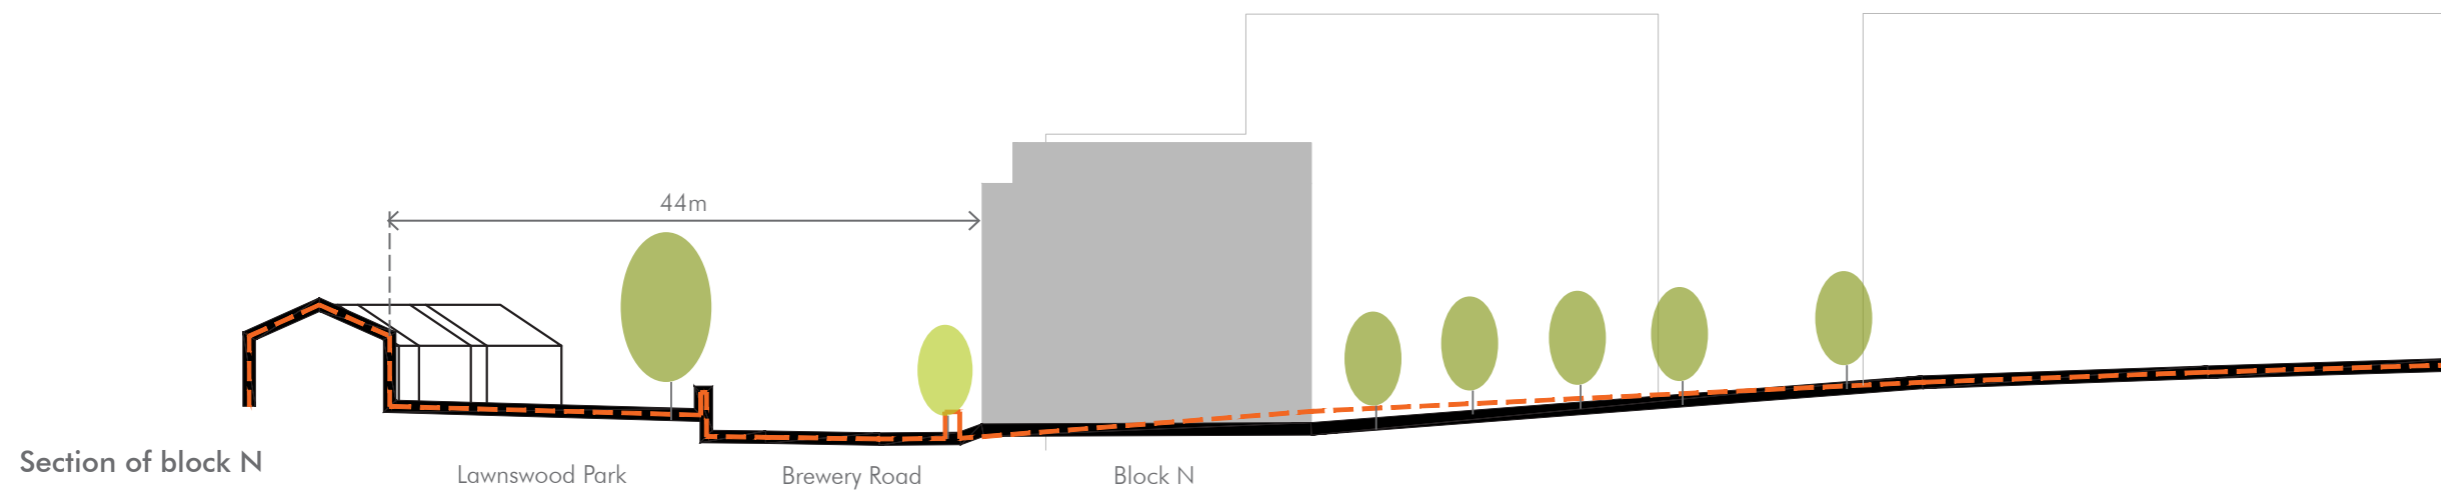 44m
Section of block N
Lawnswood Park
Brewery Road
Block N